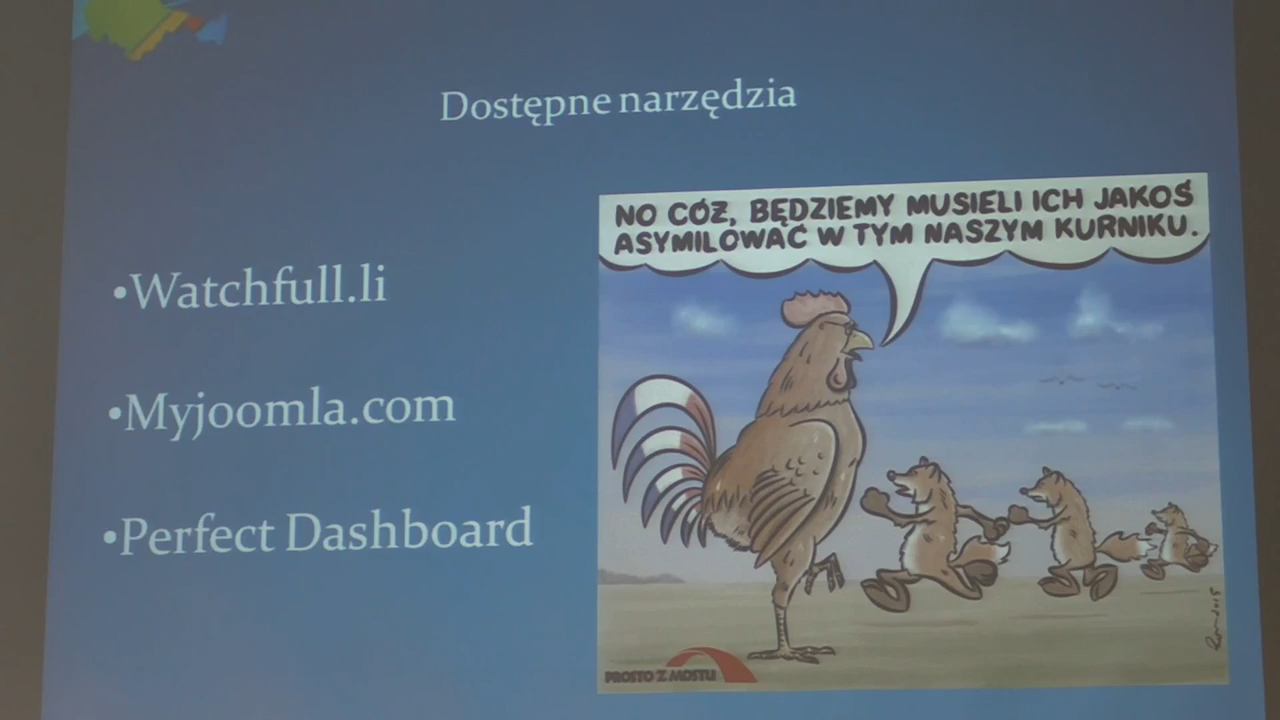 Dostępne narzędzia
NO CÓŻ, BĘDZIEMY MUSIELI ICH JAKOŚ
ASYMILOWAĆ W TYM NASZYM KURNIKU.
•Watchfull.li
•Myjoomla.com
•Perfect Dashboard
PROSTO Z MOSTU